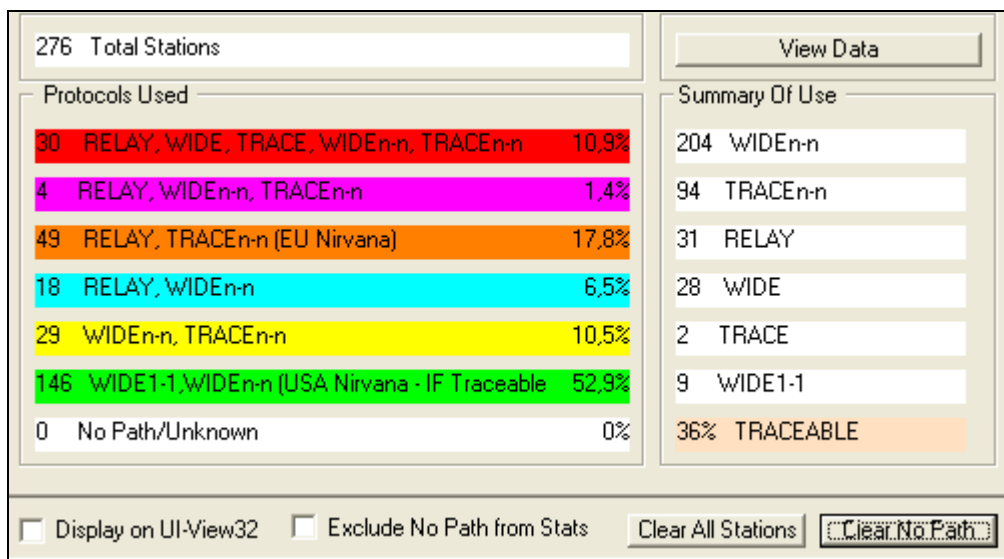 276 Total Stations
View Data
Protocols Used
30 RELAY, WIDE, TRACE, WIDEn-n, TRACEn-n 10,9%
4 RELAY, WIDEn-n, TRACEn-n 1,4%
49 RELAY, TRACEn-n (EU Nirvana) 17,8%
18 RELAY, WIDEn-n 6,5%
29 WIDEn-n, TRACEn-n 10,5%
146 WIDE1-1,WIDEn-n (USA Nirvana - IF Traceable 52,9%
0 No Path/Unknown 0%
Summary Of Use
204 WIDEn-n
94 TRACEn-n
31 RELAY
28 WIDE
2 TRACE
9 WIDE1-1
36% TRACEABLE
Display on UI-View32
Exclude No Path from Stats
Clear All Stations
Clear No Path